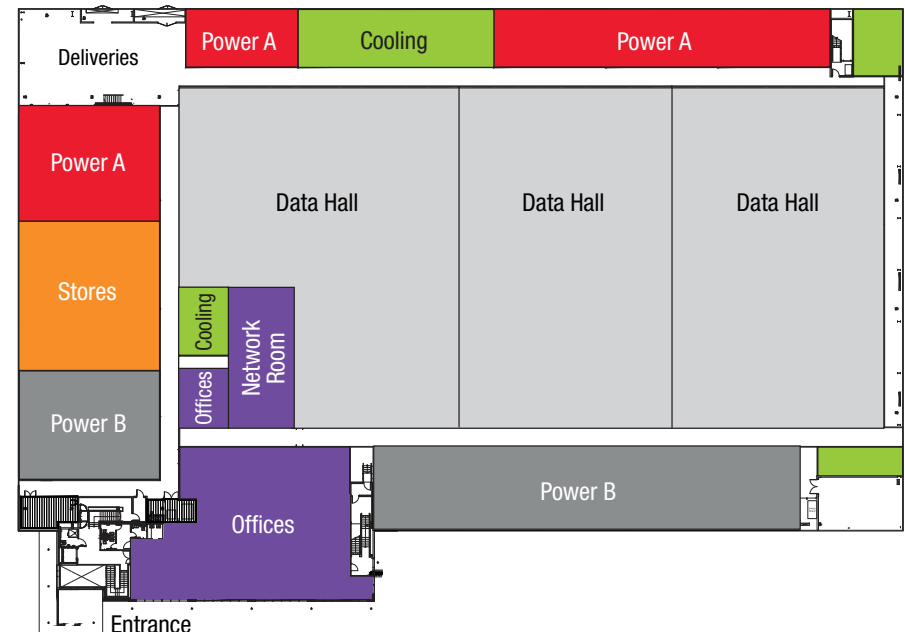 Power A
Cooling
Power A
Deliveries
Power A
Data Hall
Data Hall
Data Hall
Stores
Cooling
Network
Room
Offices
Power B
Power B
Offices
Entrance